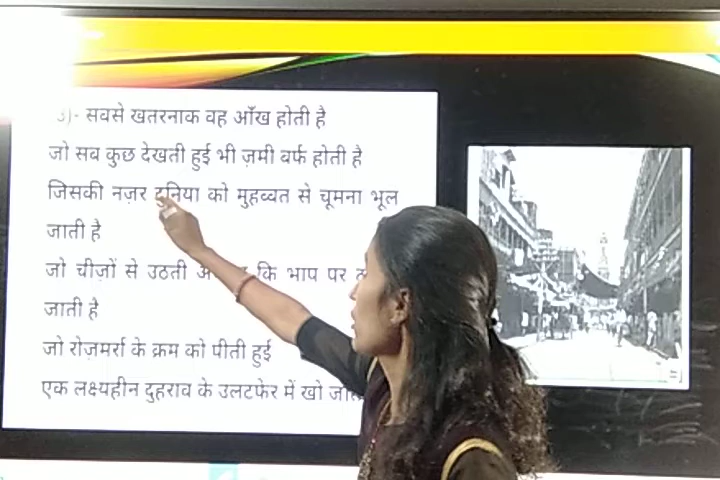 3)- सबसे खतरनाक वह आँख होती है
जो सब कुछ देखती हुई भी ज़मी बर्फ होती है
जिसकी नज़र दुनिया को मुहब्बत से चूमना भूल
जाती है
जो चीज़ों से उठती कि भाप पर
जाती है
जो रोज़मर्रा के क्रम को पीती हुई
एक लक्ष्यहीन दुहराव के उलटफेर में खो